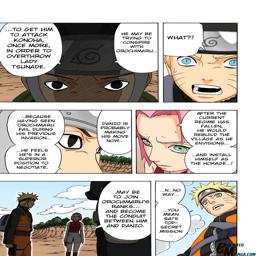 WHAT?!
HE MAY BE
TRYING TO
CONSPIRE
WITH
OROCHIMARU...
...TO GET HIM
TO ATTACK
KONOHA
ONCE MORE,
IN ORDER TO
OVERTHROW
LADY
TSUNADE.
AFTER THE
CURRENT
REGIME HAS
FALLEN, HE
WOULD REBUILD
THE VILLAGE
AS HE
ENVISIONS...
AND INSTALL
HIMSELF AS
THE HOKAGE...!
DANZO IS
PROBABLY
MAKING
HIS MOVE
NOW...
...BECAUSE
HAVING SEEN
OROCHIMARU
FAIL DURING
HIS PREVIOUS
INVASION...
...HE FEELS
HE'S IN A
SUPERIOR
POSITION TO
NEGOTIATE.
N...NO
WAY...
YOU
MEAN
SAI'S
TOP-
SECRET
MISSION
...
...MAY BE
TO JOIN
OROCHIMARU'S
RANKS...
AND BECOME
THE CONDUIT
BETWEEN HIM
AND DANZO.